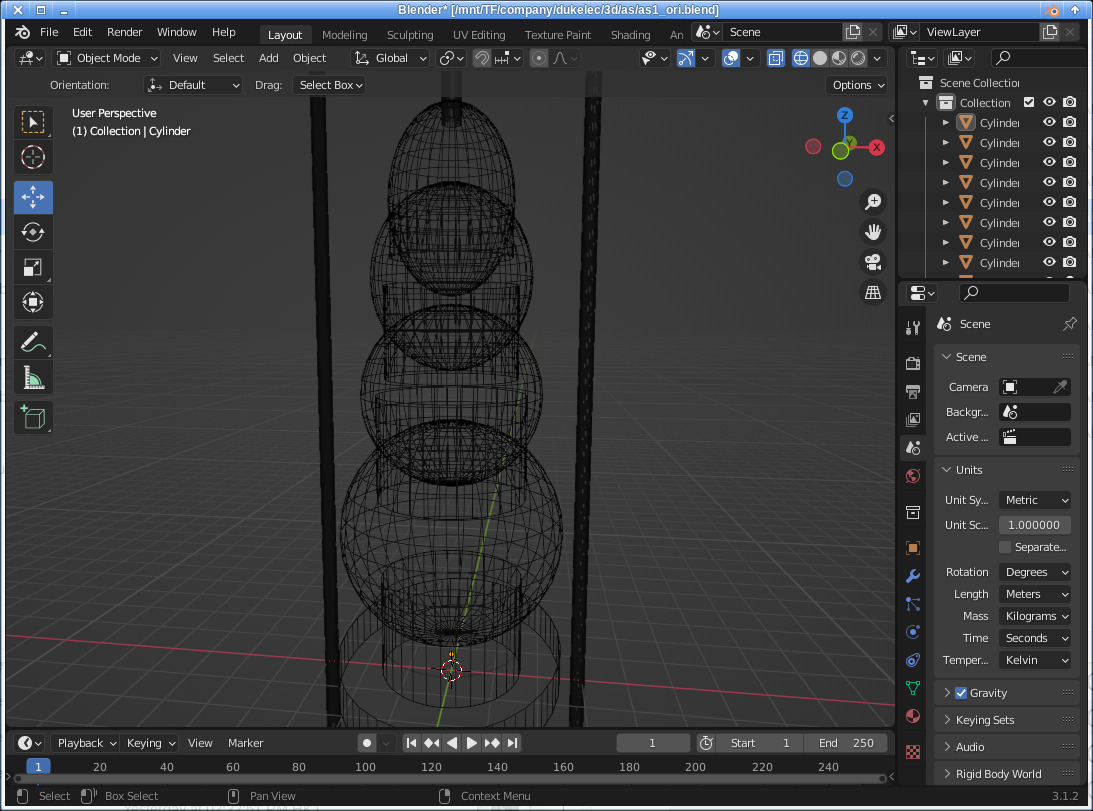 Blender* [/mnt/TF/company/dukelec/3d/as/as1_ori.blend]
File Edit Render Window Help Layout Modeling Sculpting UV Editing Texture Paint Shading An Scene ViewLayer
Object Mode View Select Add Object Global
Orientation: Default Drag: Select Box Options
User Perspective
(1) Collection | Cylinder
Z
Y
X
Scene Collection
Collection
Cylinder
Cylinder
Cylinder
Cylinder
Cylinder
Cylinder
Cylinder
Cylinder
Scene
Scene
Camera
Backgr...
Active ...
Units
Unit Sy... Metric
Unit Sc... 1.000000
Separate...
Rotation Degrees
Length Meters
Mass Kilograms
Time Seconds
Temper... Kelvin
Gravity
Keying Sets
Audio
Rigid Body World
Playback Keying View Marker 1 Start 1 End 250
1 20 40 60 80 100 120 140 160 180 200 220 240
Select Box Select Pan View Context Menu 3.1.2